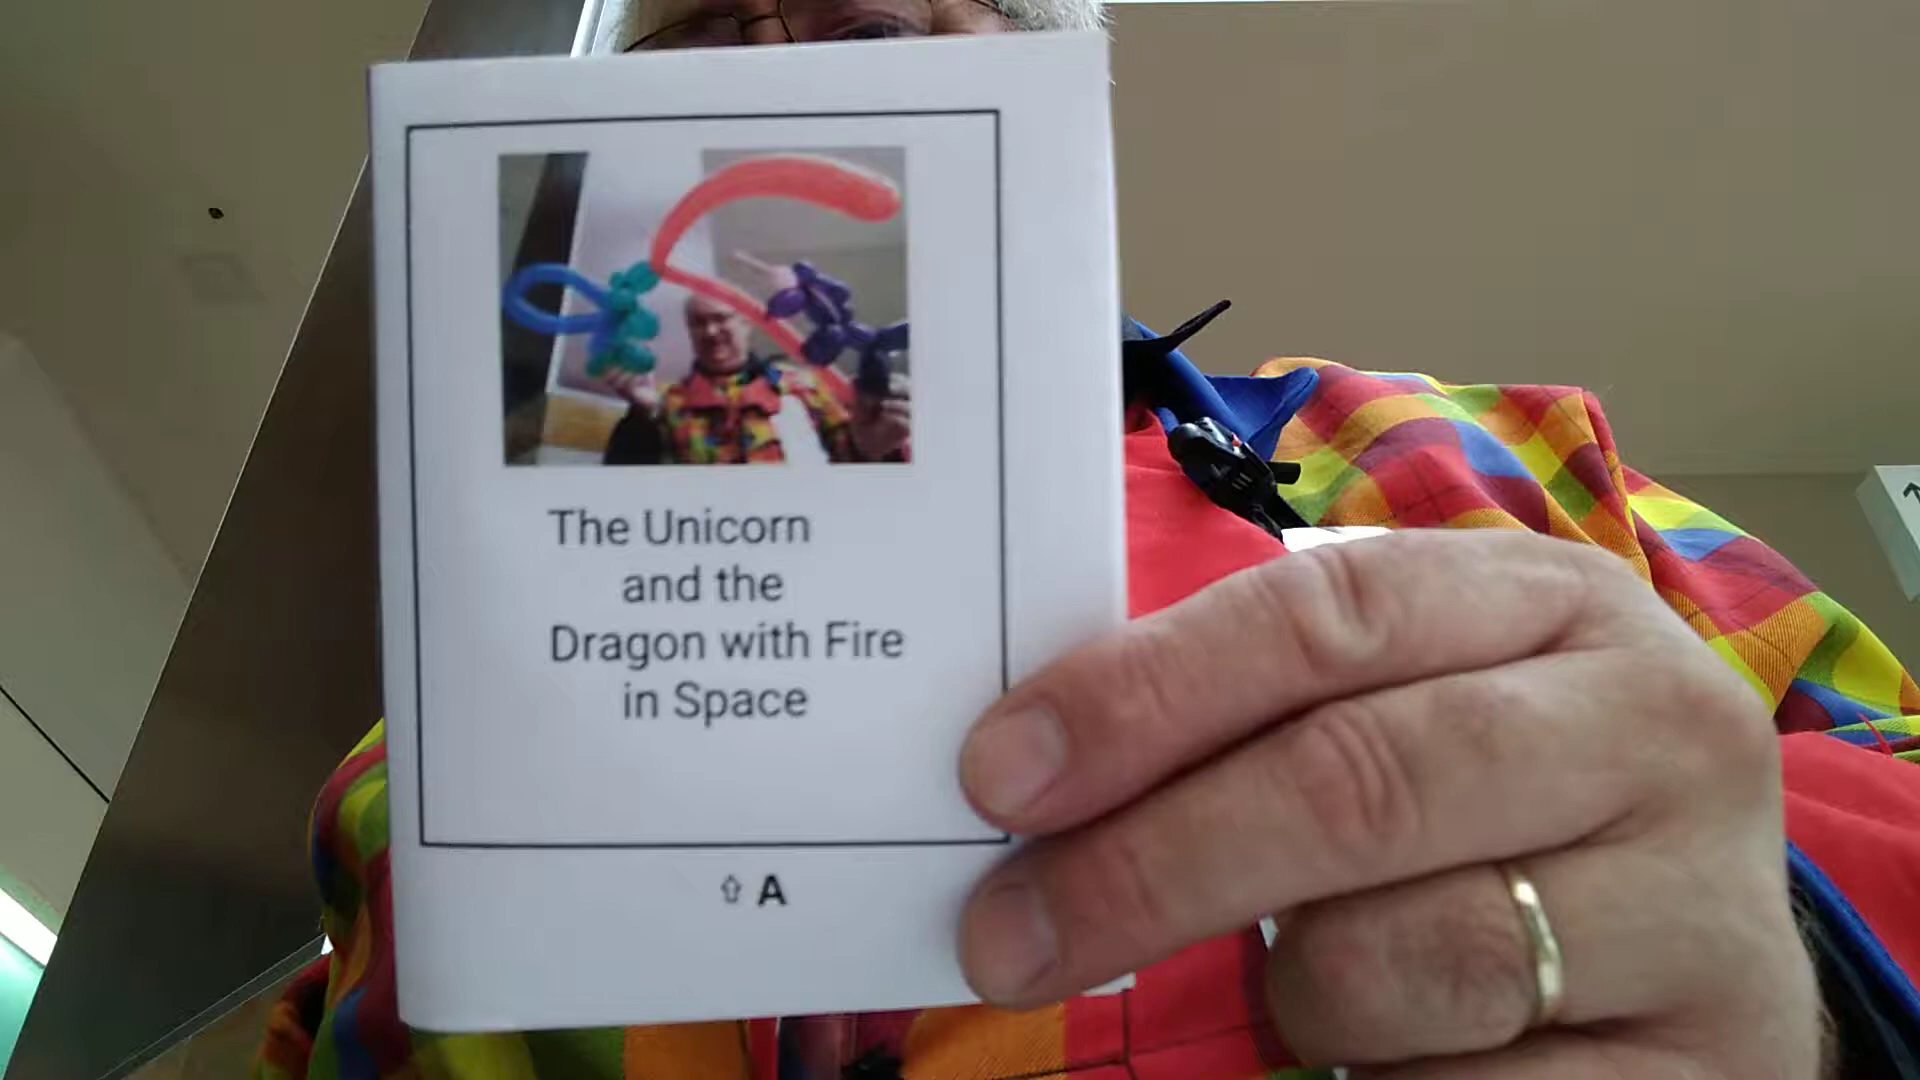 The Unicorn
and the
Dragon with Fire
in Space
⇧ A